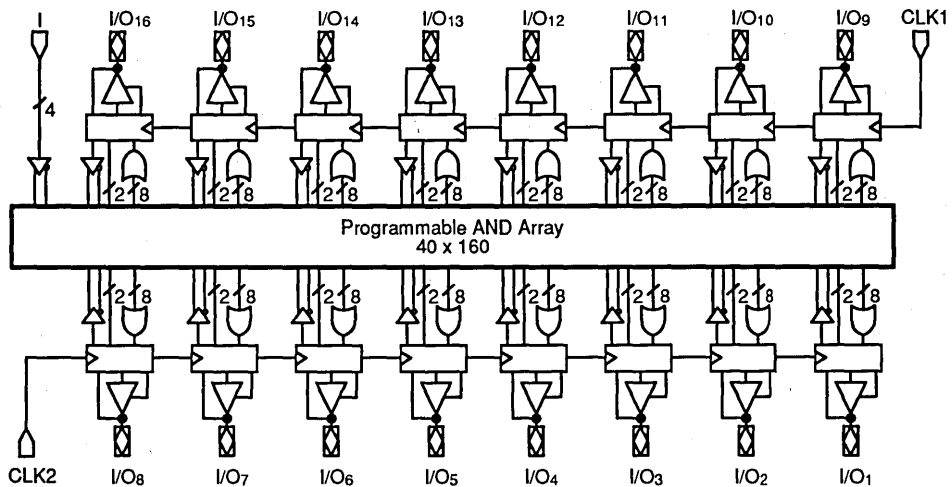 I I/O16 I/O15 I/O14 I/O13 I/O12 I/O11 I/O10 I/O9 CLK1
4
2 8 2 8 2 8 2 8 2 8 2 8 2 8 2 8
Programmable AND Array
40 x 160
2 8 2 8 2 8 2 8 2 8 2 8 2 8 2 8
CLK2 I/O8 I/O7 I/O6 I/O5 I/O4 I/O3 I/O2 I/O1